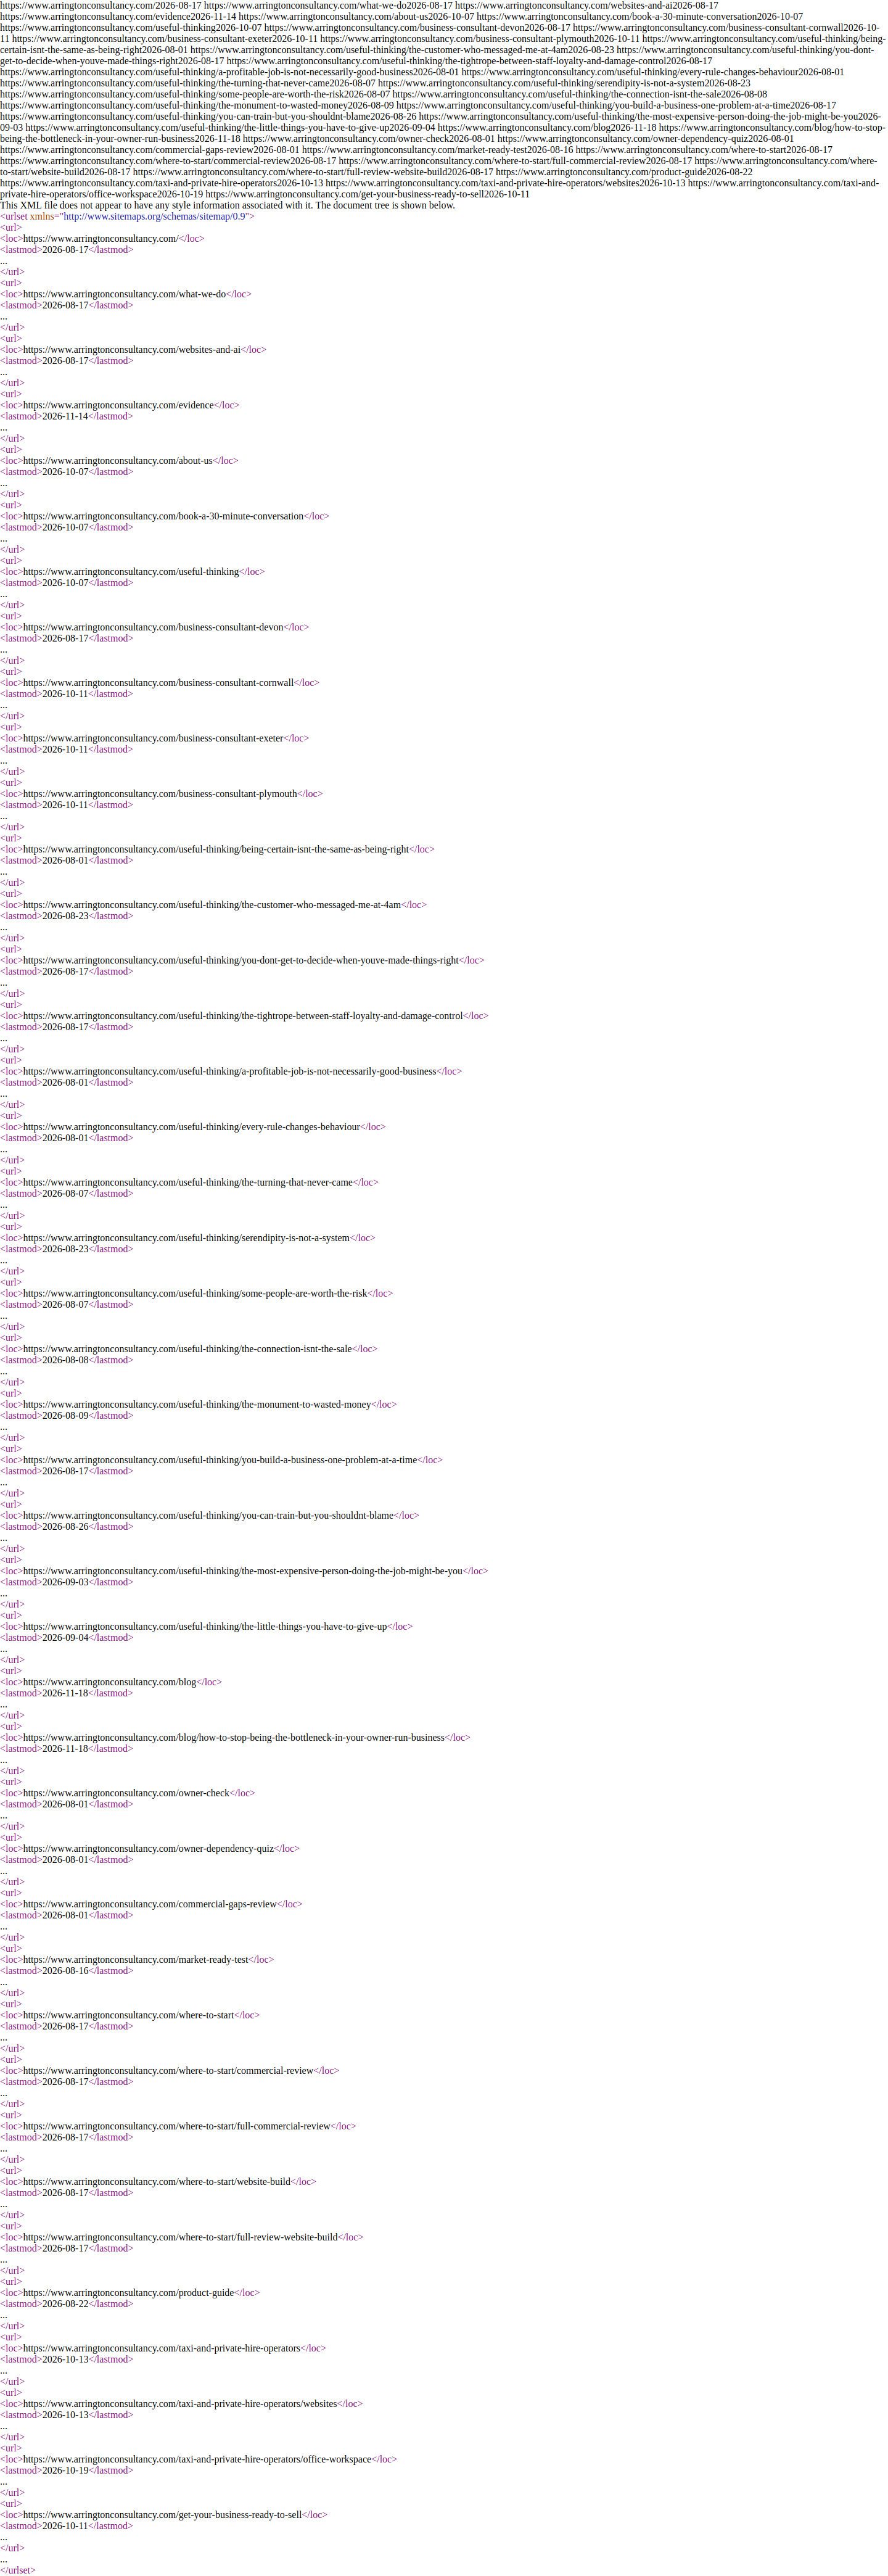 https://www.arringtonconsultancy.com/2026-08-17 https://www.arringtonconsultancy.com/what-we-do2026-08-17 https://www.arringtonconsultancy.com/websites-and-ai2026-08-17
https://www.arringtonconsultancy.com/evidence2026-11-14 https://www.arringtonconsultancy.com/about-us2026-10-07 https://www.arringtonconsultancy.com/book-a-30-minute-conversation2026-10-07
https://www.arringtonconsultancy.com/useful-thinking2026-10-07 https://www.arringtonconsultancy.com/business-consultant-devon2026-08-17 https://www.arringtonconsultancy.com/business-consultant-cornwall2026-10-
11 https://www.arringtonconsultancy.com/business-consultant-exeter2026-10-11 https://www.arringtonconsultancy.com/business-consultant-plymouth2026-10-11 https://www.arringtonconsultancy.com/useful-thinking/being-
certain-isnt-the-same-as-being-right2026-08-01 https://www.arringtonconsultancy.com/useful-thinking/the-customer-who-messaged-me-at-4am2026-08-23 https://www.arringtonconsultancy.com/useful-thinking/you-dont-
get-to-decide-when-youve-made-things-right2026-08-17 https://www.arringtonconsultancy.com/useful-thinking/the-tightrope-between-staff-loyalty-and-damage-control2026-08-17
https://www.arringtonconsultancy.com/useful-thinking/a-profitable-job-is-not-necessarily-good-business2026-08-01 https://www.arringtonconsultancy.com/useful-thinking/every-rule-changes-behaviour2026-08-01
https://www.arringtonconsultancy.com/useful-thinking/the-turning-that-never-came2026-08-07 https://www.arringtonconsultancy.com/useful-thinking/serendipity-is-not-a-system2026-08-23
https://www.arringtonconsultancy.com/useful-thinking/some-people-are-worth-the-risk2026-08-07 https://www.arringtonconsultancy.com/useful-thinking/the-connection-isnt-the-sale2026-08-08
https://www.arringtonconsultancy.com/useful-thinking/the-monument-to-wasted-money2026-08-09 https://www.arringtonconsultancy.com/useful-thinking/you-build-a-business-one-problem-at-a-time2026-08-17
https://www.arringtonconsultancy.com/useful-thinking/you-can-train-but-you-shouldnt-blame2026-08-26 https://www.arringtonconsultancy.com/useful-thinking/the-most-expensive-person-doing-the-job-might-be-you2026-
09-03 https://www.arringtonconsultancy.com/useful-thinking/the-little-things-you-have-to-give-up2026-09-04 https://www.arringtonconsultancy.com/blog2026-11-18 https://www.arringtonconsultancy.com/blog/how-to-stop-
being-the-bottleneck-in-your-owner-run-business2026-11-18 https://www.arringtonconsultancy.com/owner-check2026-08-01 https://www.arringtonconsultancy.com/owner-dependency-quiz2026-08-01
https://www.arringtonconsultancy.com/commercial-gaps-review2026-08-01 https://www.arringtonconsultancy.com/market-ready-test2026-08-16 https://www.arringtonconsultancy.com/where-to-start2026-08-17
https://www.arringtonconsultancy.com/where-to-start/commercial-review2026-08-17 https://www.arringtonconsultancy.com/where-to-start/full-commercial-review2026-08-17 https://www.arringtonconsultancy.com/where-
to-start/website-build2026-08-17 https://www.arringtonconsultancy.com/where-to-start/full-review-website-build2026-08-17 https://www.arringtonconsultancy.com/product-guide2026-08-22
https://www.arringtonconsultancy.com/taxi-and-private-hire-operators2026-10-13 https://www.arringtonconsultancy.com/taxi-and-private-hire-operators/websites2026-10-13 https://www.arringtonconsultancy.com/taxi-and-
private-hire-operators/office-workspace2026-10-19 https://www.arringtonconsultancy.com/get-your-business-ready-to-sell2026-10-11
This XML file does not appear to have any style information associated with it. The document tree is shown below.
<urlset xmlns="http://www.sitemaps.org/schemas/sitemap/0.9">
<url>
<loc>https://www.arringtonconsultancy.com/</loc>
<lastmod>2026-08-17</lastmod>
...
</url>
<url>
<loc>https://www.arringtonconsultancy.com/what-we-do</loc>
<lastmod>2026-08-17</lastmod>
...
</url>
<url>
<loc>https://www.arringtonconsultancy.com/websites-and-ai</loc>
<lastmod>2026-08-17</lastmod>
...
</url>
<url>
<loc>https://www.arringtonconsultancy.com/evidence</loc>
<lastmod>2026-11-14</lastmod>
...
</url>
<url>
<loc>https://www.arringtonconsultancy.com/about-us</loc>
<lastmod>2026-10-07</lastmod>
...
</url>
<url>
<loc>https://www.arringtonconsultancy.com/book-a-30-minute-conversation</loc>
<lastmod>2026-10-07</lastmod>
...
</url>
<url>
<loc>https://www.arringtonconsultancy.com/useful-thinking</loc>
<lastmod>2026-10-07</lastmod>
...
</url>
<url>
<loc>https://www.arringtonconsultancy.com/business-consultant-devon</loc>
<lastmod>2026-08-17</lastmod>
...
</url>
<url>
<loc>https://www.arringtonconsultancy.com/business-consultant-cornwall</loc>
<lastmod>2026-10-11</lastmod>
...
</url>
<url>
<loc>https://www.arringtonconsultancy.com/business-consultant-exeter</loc>
<lastmod>2026-10-11</lastmod>
...
</url>
<url>
<loc>https://www.arringtonconsultancy.com/business-consultant-plymouth</loc>
<lastmod>2026-10-11</lastmod>
...
</url>
<url>
<loc>https://www.arringtonconsultancy.com/useful-thinking/being-certain-isnt-the-same-as-being-right</loc>
<lastmod>2026-08-01</lastmod>
...
</url>
<url>
<loc>https://www.arringtonconsultancy.com/useful-thinking/the-customer-who-messaged-me-at-4am</loc>
<lastmod>2026-08-23</lastmod>
...
</url>
<url>
<loc>https://www.arringtonconsultancy.com/useful-thinking/you-dont-get-to-decide-when-youve-made-things-right</loc>
<lastmod>2026-08-17</lastmod>
...
</url>
<url>
<loc>https://www.arringtonconsultancy.com/useful-thinking/the-tightrope-between-staff-loyalty-and-damage-control</loc>
<lastmod>2026-08-17</lastmod>
...
</url>
<url>
<loc>https://www.arringtonconsultancy.com/useful-thinking/a-profitable-job-is-not-necessarily-good-business</loc>
<lastmod>2026-08-01</lastmod>
...
</url>
<url>
<loc>https://www.arringtonconsultancy.com/useful-thinking/every-rule-changes-behaviour</loc>
<lastmod>2026-08-01</lastmod>
...
</url>
<url>
<loc>https://www.arringtonconsultancy.com/useful-thinking/the-turning-that-never-came</loc>
<lastmod>2026-08-07</lastmod>
...
</url>
<url>
<loc>https://www.arringtonconsultancy.com/useful-thinking/serendipity-is-not-a-system</loc>
<lastmod>2026-08-23</lastmod>
...
</url>
<url>
<loc>https://www.arringtonconsultancy.com/useful-thinking/some-people-are-worth-the-risk</loc>
<lastmod>2026-08-07</lastmod>
...
</url>
<url>
<loc>https://www.arringtonconsultancy.com/useful-thinking/the-connection-isnt-the-sale</loc>
<lastmod>2026-08-08</lastmod>
...
</url>
<url>
<loc>https://www.arringtonconsultancy.com/useful-thinking/the-monument-to-wasted-money</loc>
<lastmod>2026-08-09</lastmod>
...
</url>
<url>
<loc>https://www.arringtonconsultancy.com/useful-thinking/you-build-a-business-one-problem-at-a-time</loc>
<lastmod>2026-08-17</lastmod>
...
</url>
<url>
<loc>https://www.arringtonconsultancy.com/useful-thinking/you-can-train-but-you-shouldnt-blame</loc>
<lastmod>2026-08-26</lastmod>
...
</url>
<url>
<loc>https://www.arringtonconsultancy.com/useful-thinking/the-most-expensive-person-doing-the-job-might-be-you</loc>
<lastmod>2026-09-03</lastmod>
...
</url>
<url>
<loc>https://www.arringtonconsultancy.com/useful-thinking/the-little-things-you-have-to-give-up</loc>
<lastmod>2026-09-04</lastmod>
...
</url>
<url>
<loc>https://www.arringtonconsultancy.com/blog</loc>
<lastmod>2026-11-18</lastmod>
...
</url>
<url>
<loc>https://www.arringtonconsultancy.com/blog/how-to-stop-being-the-bottleneck-in-your-owner-run-business</loc>
<lastmod>2026-11-18</lastmod>
...
</url>
<url>
<loc>https://www.arringtonconsultancy.com/owner-check</loc>
<lastmod>2026-08-01</lastmod>
...
</url>
<url>
<loc>https://www.arringtonconsultancy.com/owner-dependency-quiz</loc>
<lastmod>2026-08-01</lastmod>
...
</url>
<url>
<loc>https://www.arringtonconsultancy.com/commercial-gaps-review</loc>
<lastmod>2026-08-01</lastmod>
...
</url>
<url>
<loc>https://www.arringtonconsultancy.com/market-ready-test</loc>
<lastmod>2026-08-16</lastmod>
...
</url>
<url>
<loc>https://www.arringtonconsultancy.com/where-to-start</loc>
<lastmod>2026-08-17</lastmod>
...
</url>
<url>
<loc>https://www.arringtonconsultancy.com/where-to-start/commercial-review</loc>
<lastmod>2026-08-17</lastmod>
...
</url>
<url>
<loc>https://www.arringtonconsultancy.com/where-to-start/full-commercial-review</loc>
<lastmod>2026-08-17</lastmod>
...
</url>
<url>
<loc>https://www.arringtonconsultancy.com/where-to-start/website-build</loc>
<lastmod>2026-08-17</lastmod>
...
</url>
<url>
<loc>https://www.arringtonconsultancy.com/where-to-start/full-review-website-build</loc>
<lastmod>2026-08-17</lastmod>
...
</url>
<url>
<loc>https://www.arringtonconsultancy.com/product-guide</loc>
<lastmod>2026-08-22</lastmod>
...
</url>
<url>
<loc>https://www.arringtonconsultancy.com/taxi-and-private-hire-operators</loc>
<lastmod>2026-10-13</lastmod>
...
</url>
<url>
<loc>https://www.arringtonconsultancy.com/taxi-and-private-hire-operators/websites</loc>
<lastmod>2026-10-13</lastmod>
...
</url>
<url>
<loc>https://www.arringtonconsultancy.com/taxi-and-private-hire-operators/office-workspace</loc>
<lastmod>2026-10-19</lastmod>
...
</url>
<url>
<loc>https://www.arringtonconsultancy.com/get-your-business-ready-to-sell</loc>
<lastmod>2026-10-11</lastmod>
...
</url>
...
</urlset>